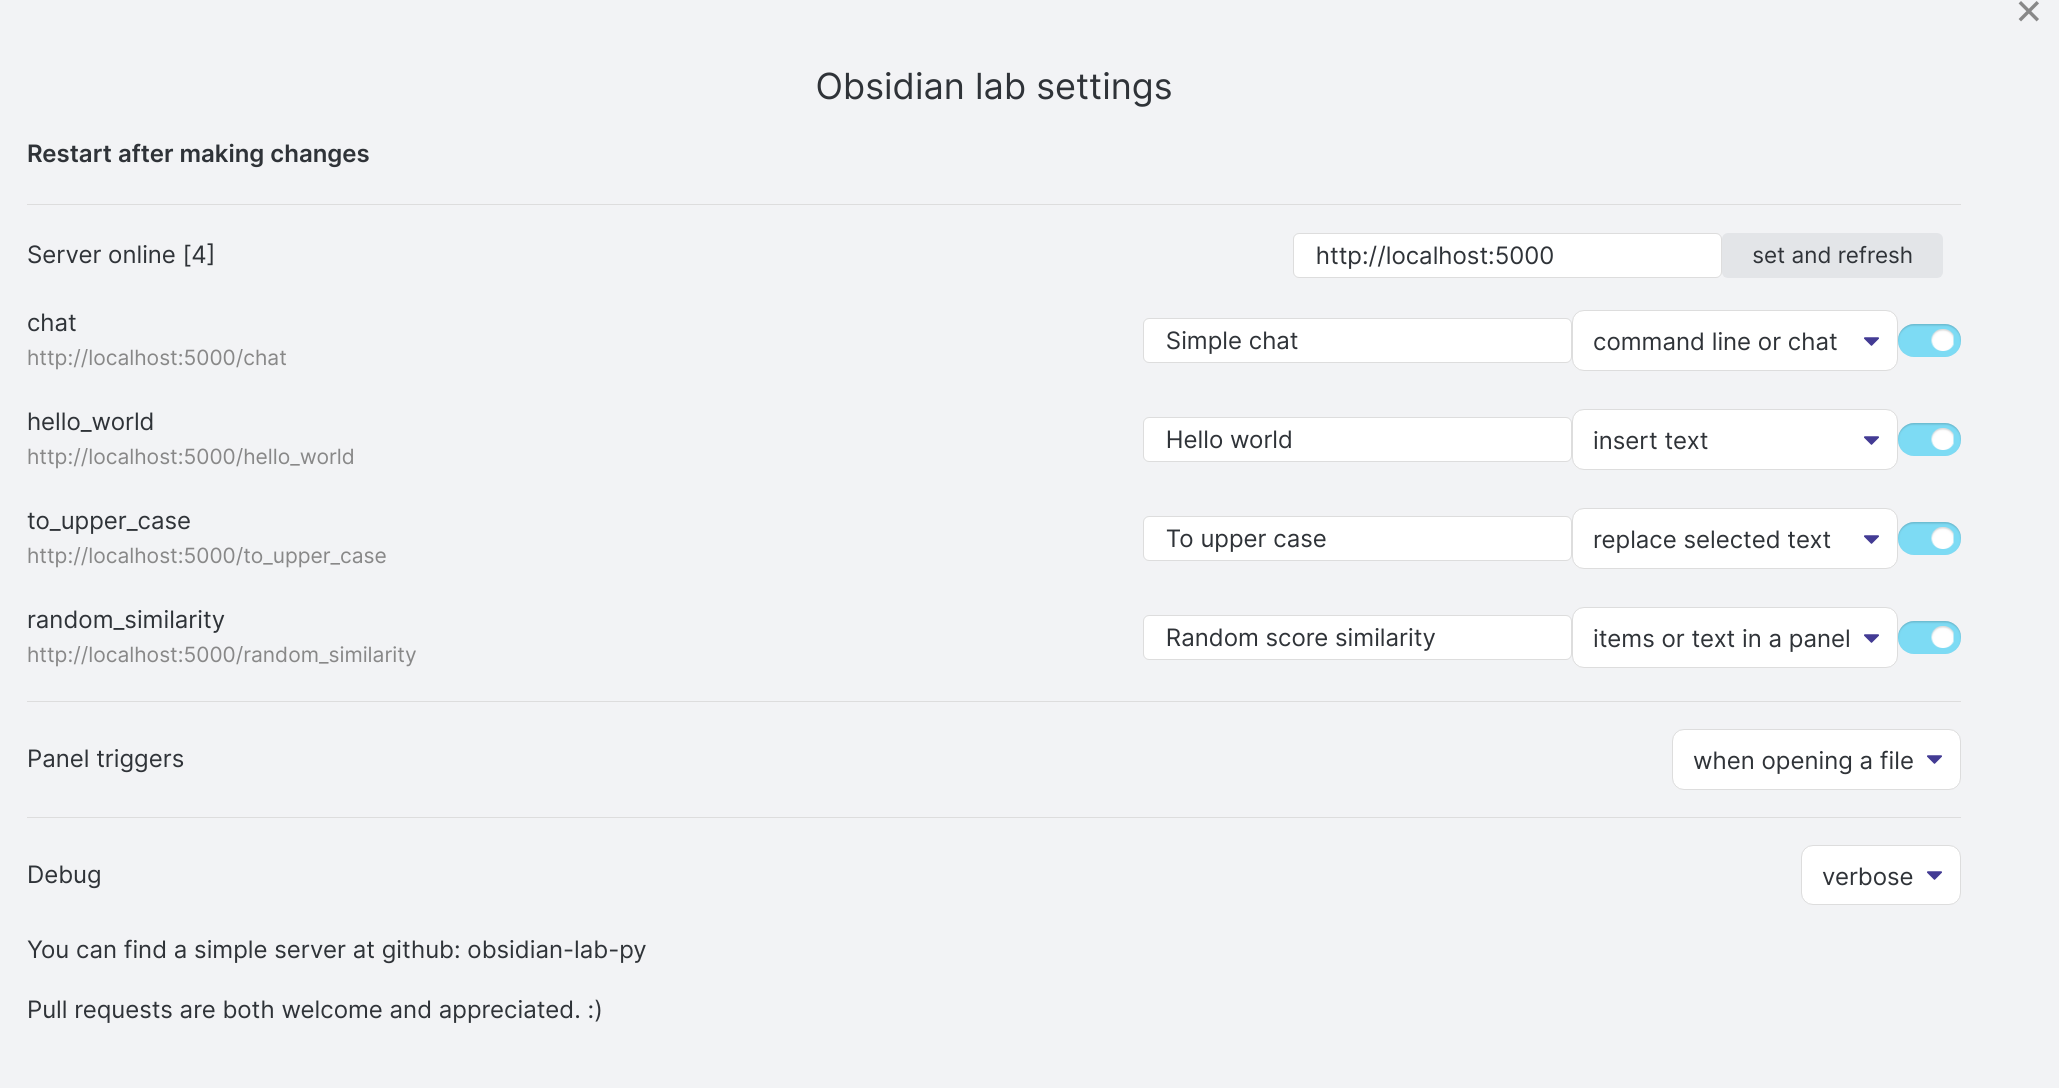 Obsidian lab settings
Restart after making changes
Server online [4]
http://localhost:5000
set and refresh
chat
http://localhost:5000/chat
Simple chat
command line or chat
hello_world
http://localhost:5000/hello_world
Hello world
insert text
to_upper_case
http://localhost:5000/to_upper_case
To upper case
replace selected text
random_similarity
http://localhost:5000/random_similarity
Random score similarity
items or text in a panel
Panel triggers
when opening a file
Debug
verbose
You can find a simple server at github: obsidian-lab-py
Pull requests are both welcome and appreciated. :)